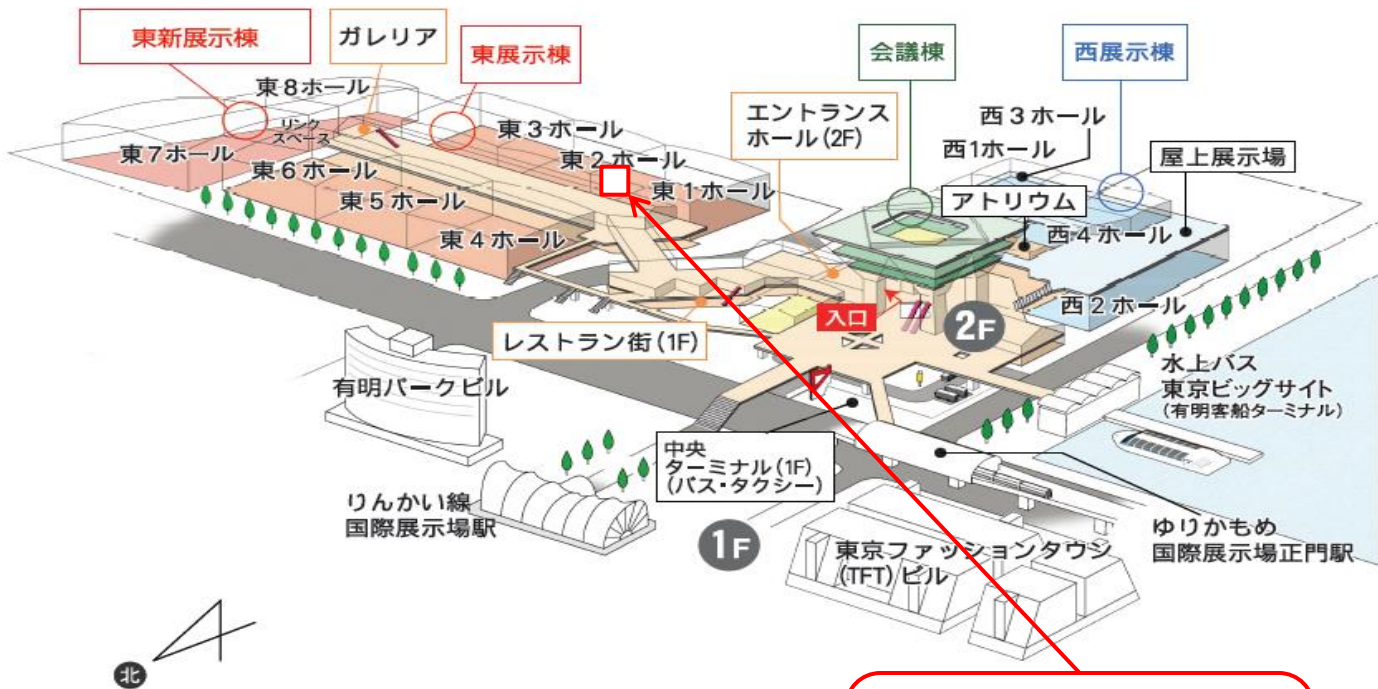 東新展示棟
ガレリア
東展示棟
会議棟
西展示棟
東8ホール
リンク
スペース
東3ホール
エントランス
ホール(2F)
西3ホール
西1ホール
屋上展示場
東7ホール
東6ホール
東2ホール
東1ホール
アトリウム
東5ホール
西4ホール
東4ホール
入口
2F
西2ホール
レストラン街(1F)
有明パークビル
水上バス
東京ビッグサイト
(有明客船ターミナル)
中央
ターミナル(1F)
(バス・タクシー)
りんかい線
国際展示場駅
1F
東京ファッションタウン
(TFT)ビル
ゆりかもめ
国際展示場正門駅
北